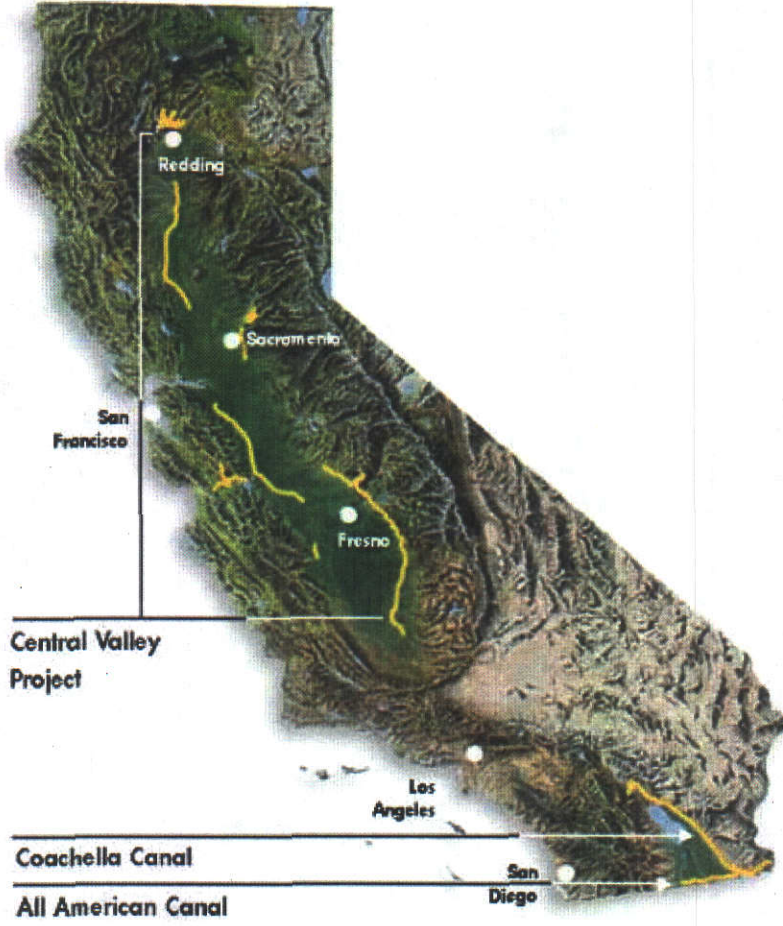 Redding
Sacramento
San
Francisco
Fresno
Central Valley
Project
Los
Angeles
Coachella Canal
San
Diego
All American Canal